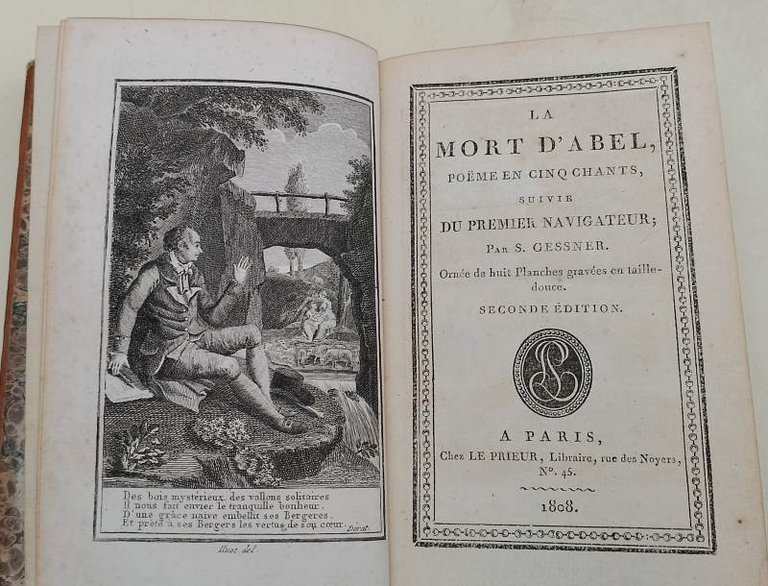 Des bois mystérieux, des vallons solitaires
Il nous fait envier le tranquille bonheur,
D'une grâce naïve embellit ses Bergeres,
Et prête à ses Bergers les vertus de son cœur.
Dorat.
Huot del.
LA
MORT D'ABEL,
POËME EN CINQ CHANTS,
SUIVIE
DU PREMIER NAVIGATEUR;
PAR S. GESSNER.
Ornée de huit Planches gravées en taille-
douce.
SECONDE ÉDITION.
A PARIS,
Chez LE PRIEUR, Libraire, rue des Noyers,
N°. 45.
1808.